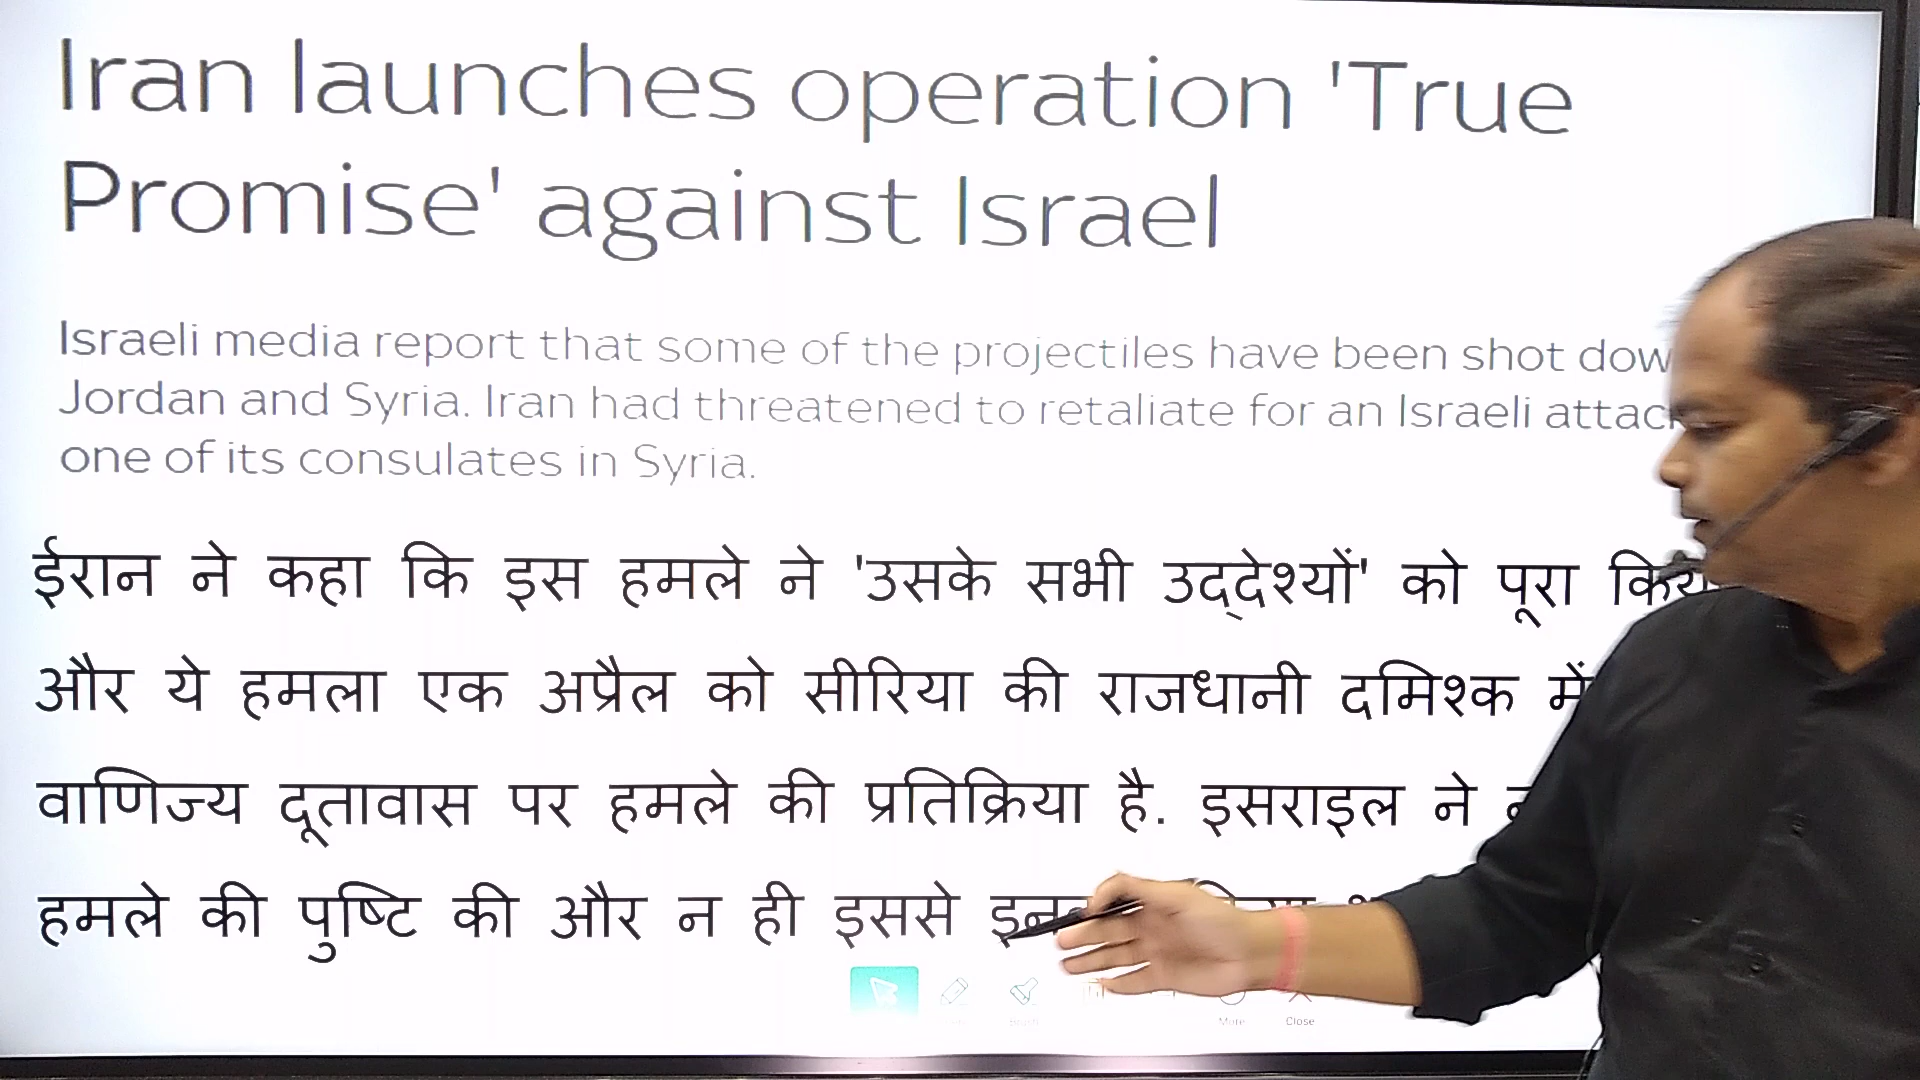 Iran launches operation 'True
Promise' against Israel
Israeli media report that some of the projectiles have been shot
Jordan and Syria. Iran had threatened to retaliate for an Israeli
one of its consulates in Syria.
ईरान ने कहा कि इस हमले ने 'उसके सभी उद्देश्यों' को पूरा
और ये हमला एक अप्रैल को सीरिया की राजधानी दमिश्क में
वाणिज्य दूतावास पर हमले की प्रतिक्रिया है. इसराइल ने
हमले की पुष्टि की और न ही इससे
More Close